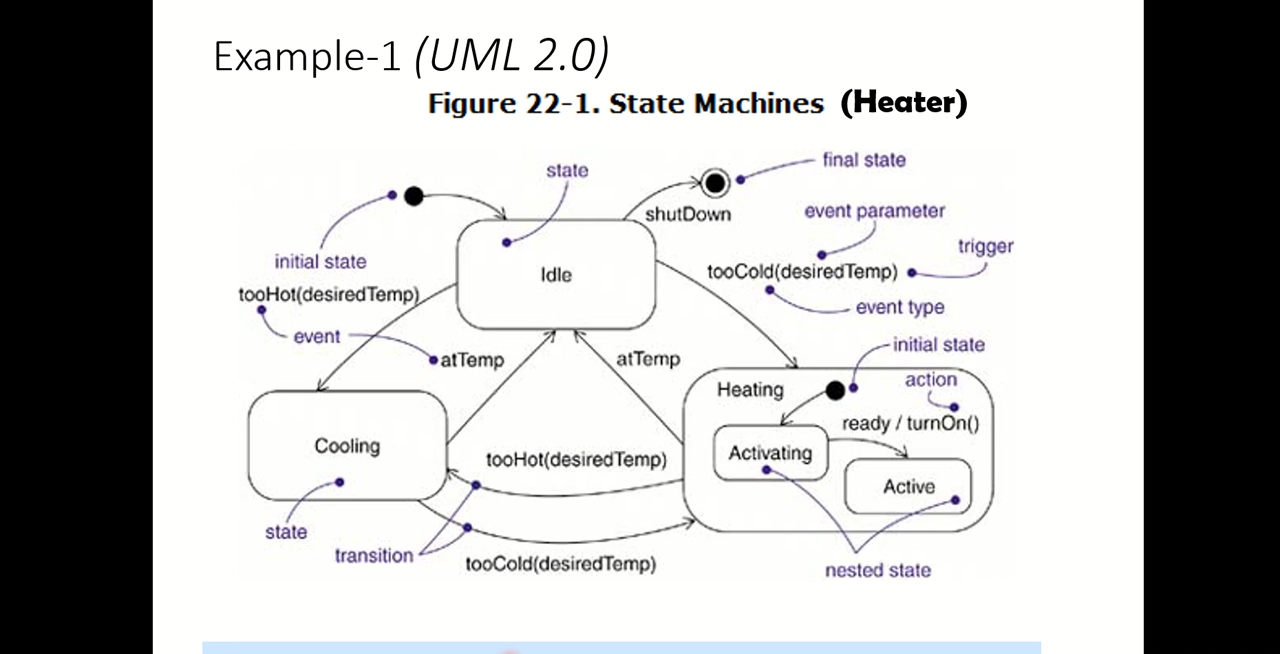 Example-1 (UML 2.0)
Figure 22-1. State Machines (Heater)
state
final state
shutDown
event parameter
initial state
Idle
tooCold(desiredTemp)
trigger
tooHot(desiredTemp)
event type
event
atTemp
atTemp
initial state
Heating
action
ready / turnOn()
Cooling
Activating
tooHot(desiredTemp)
Active
state
transition
tooCold(desiredTemp)
nested state